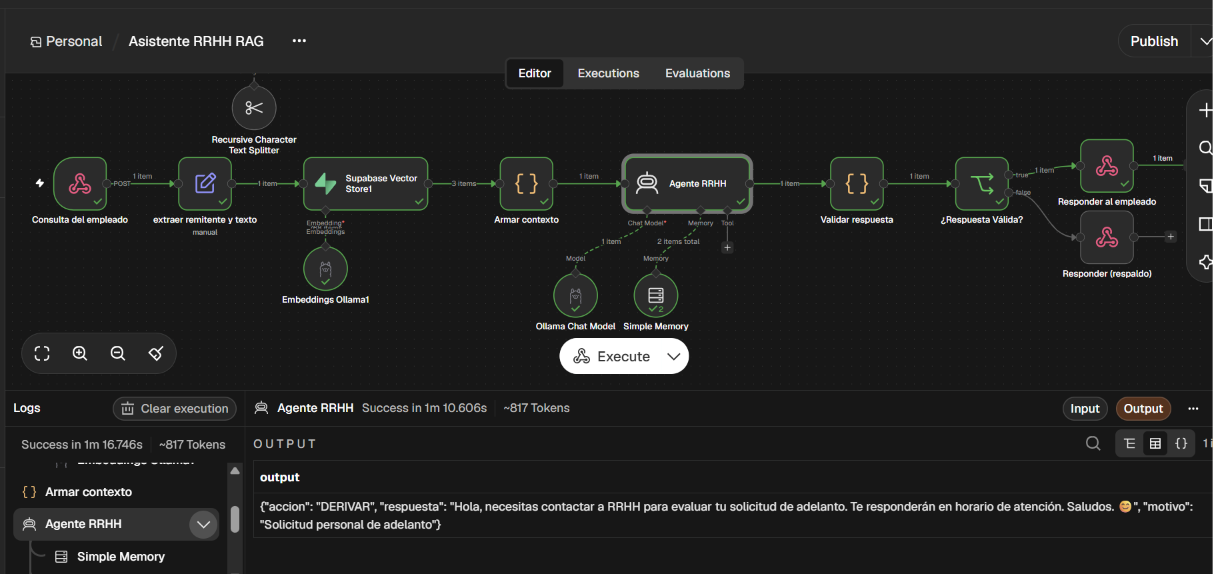 Personal / Asistente RRHH RAG ...
Publish
Editor Executions Evaluations
Recursive Character
Text Splitter
POST
1 item
1 item
3 items
1 item
1 item
1 item
true
1 item
false
1 item
Supabase Vector
Store1
Agente RRHH
Consulta del empleado
extraer remitente y texto
manual
Embedding*
Embeddings
Armar contexto
Chat Model*
Memory
Tool
Validar respuesta
¿Respuesta Válida?
Responder al empleado
1 item
2 items total
Model
Memory
Embeddings Ollama1
Ollama Chat Model
2
Simple Memory
Responder (respaldo)
Execute
Logs
Clear execution
Agente RRHH Success in 1m 10.606s ~817 Tokens
Input Output ...
Success in 1m 16.746s ~817 Tokens
OUTPUT
Embeddings Ollama1
Armar contexto
Agente RRHH
Simple Memory
output
{"accion": "DERIVAR", "respuesta": "Hola, necesitas contactar a RRHH para evaluar tu solicitud de adelanto. Te responderán en horario de atención. Saludos. 😅", "motivo":
"Solicitud personal de adelanto"}